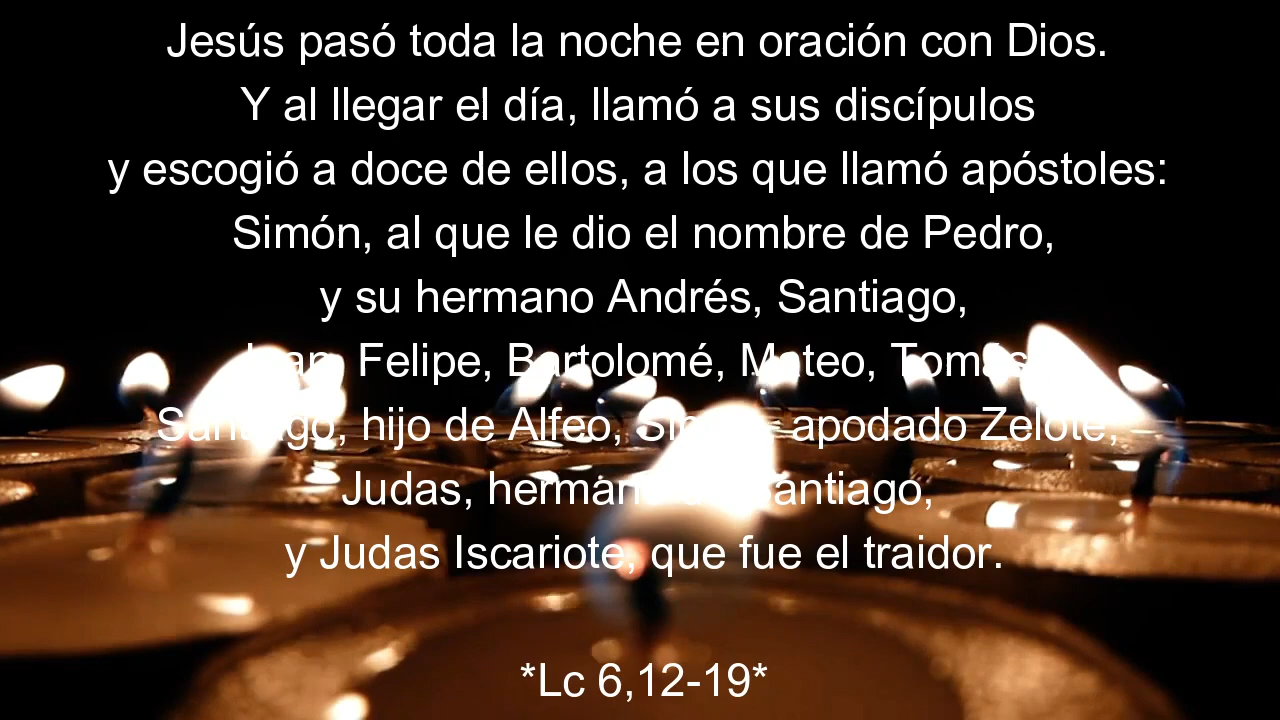 Jesús pasó toda la noche en oración con Dios.
Y al llegar el día, llamó a sus discípulos
y escogió a doce de ellos, a los que llamó apóstoles:
Simón, al que le dio el nombre de Pedro,
y su hermano Andrés, Santiago,
Juan, Felipe, Bartolomé, Mateo, Tomás,
Santiago, hijo de Alfeo, Simón, apodado Zelote,
Judas, hermano de Santiago,
y Judas Iscariote, que fue el traidor.
*Lc 6,12-19*